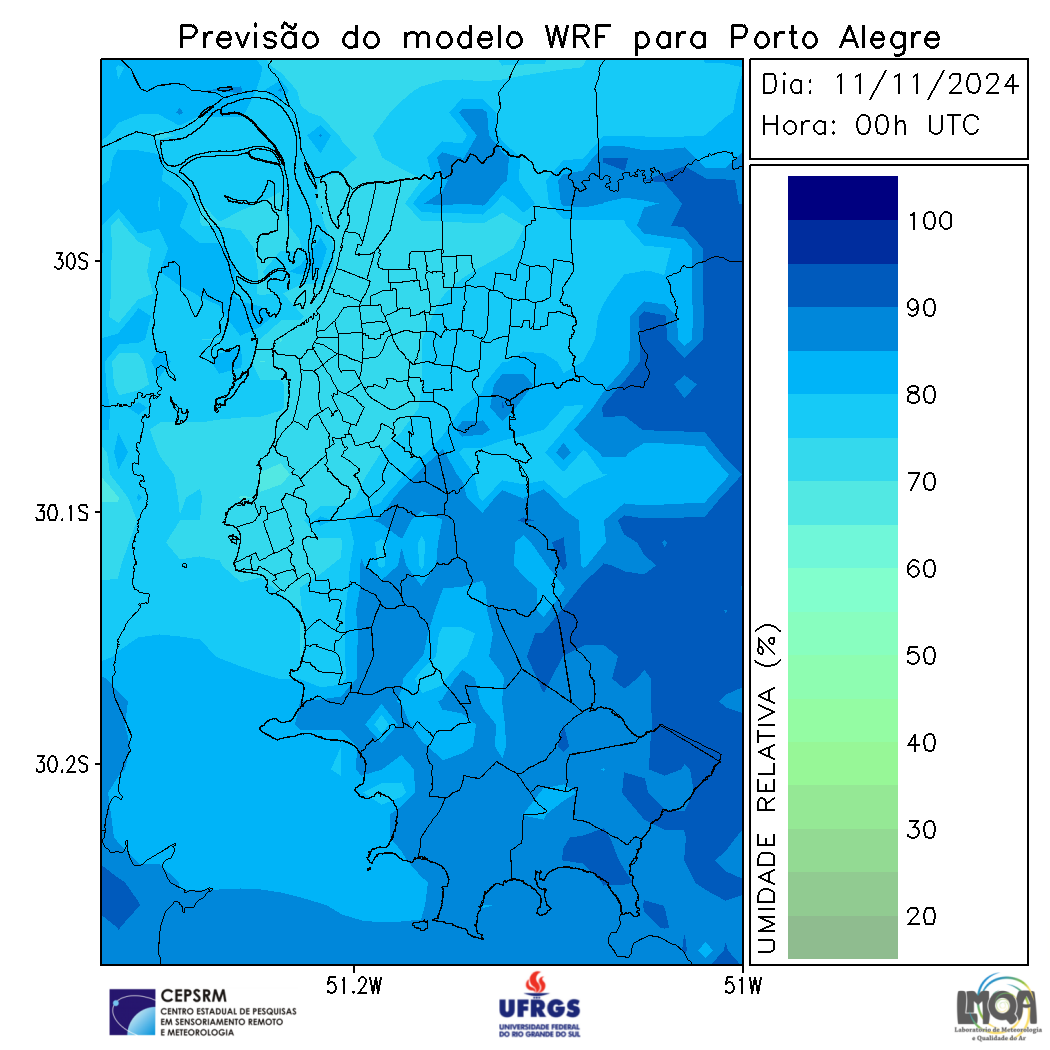 Previsão do modelo WRF para Porto Alegre
Dia: 11/11/2024
Hora: 00h UTC
30S
30.1S
30.2S
51.2W
51W
UMIDADE RELATIVA (%)
100
90
80
70
60
50
40
30
20
CEPSRM
CENTRO ESTADUAL DE PESQUISAS
EM SENSORIAMENTO REMOTO
E METEOROLOGIA
UFRGS
UNIVERSIDADE FEDERAL
DO RIO GRANDE DO SUL
LMQA
Laboratório de Meteorologia
e Qualidade do Ar